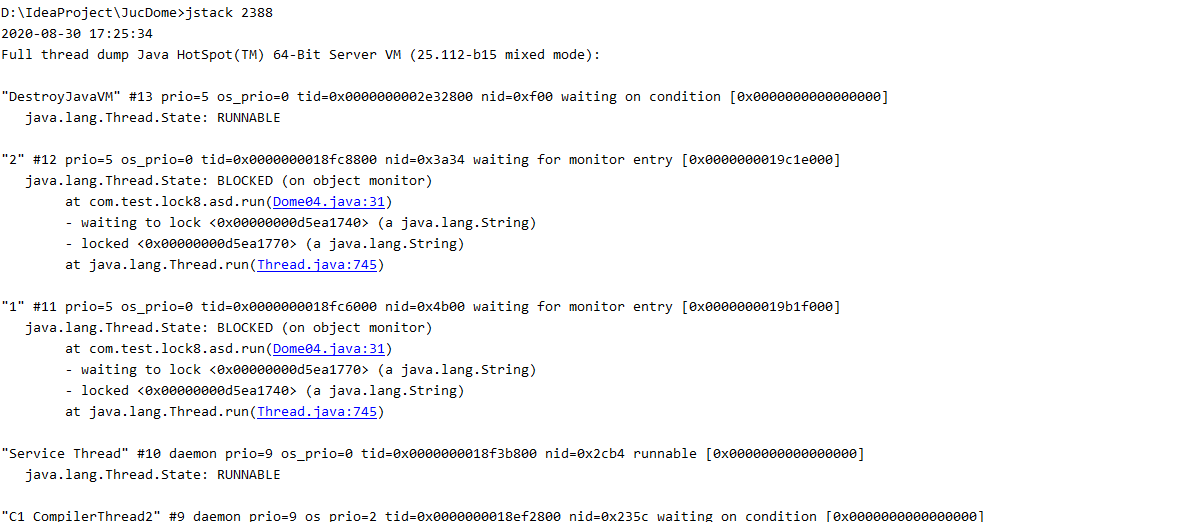 D:\IdeaProject\JucDome>jstack 2388
2020-08-30 17:25:34
Full thread dump Java HotSpot(TM) 64-Bit Server VM (25.112-b15 mixed mode):
"DestroyJavaVM" #13 prio=5 os_prio=0 tid=0x0000000002e32800 nid=0xf00 waiting on condition [0x0000000000000000]
java.lang.Thread.State: RUNNABLE
"2" #12 prio=5 os_prio=0 tid=0x0000000018fc8800 nid=0x3a34 waiting for monitor entry [0x0000000019c1e000]
java.lang.Thread.State: BLOCKED (on object monitor)
at com.test.lock8.asd.run(Dome04.java:31)
- waiting to lock <0x00000000d5ea1740> (a java.lang.String)
- locked <0x00000000d5ea1770> (a java.lang.String)
at java.lang.Thread.run(Thread.java:745)
"1" #11 prio=5 os_prio=0 tid=0x0000000018fc6000 nid=0x4b00 waiting for monitor entry [0x0000000019b1f000]
java.lang.Thread.State: BLOCKED (on object monitor)
at com.test.lock8.asd.run(Dome04.java:31)
- waiting to lock <0x00000000d5ea1770> (a java.lang.String)
- locked <0x00000000d5ea1740> (a java.lang.String)
at java.lang.Thread.run(Thread.java:745)
"Service Thread" #10 daemon prio=9 os_prio=0 tid=0x0000000018f3b800 nid=0x2cb4 runnable [0x0000000000000000]
java.lang.Thread.State: RUNNABLE
"C1 CompilerThread2" #9 daemon prio=9 os_prio=2 tid=0x0000000018ef2800 nid=0x235c waiting on condition [0x0000000000000000]